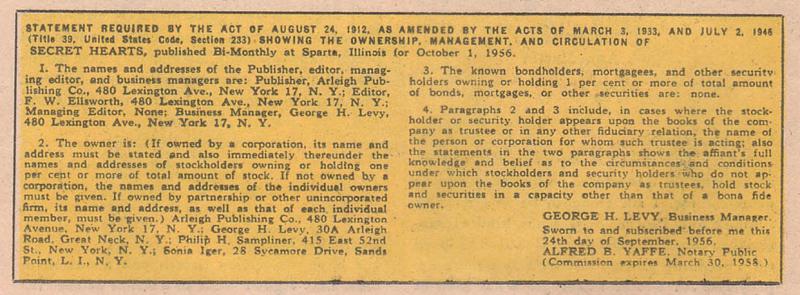 STATEMENT REQUIRED BY THE ACT OF AUGUST 24, 1912, AS AMENDED BY THE ACTS OF MARCH 3, 1933, AND JULY 2, 1946
(Title 39, United States Code, Section 233) SHOWING THE OWNERSHIP, MANAGEMENT, AND CIRCULATION OF
SECRET HEARTS, published Bi-Monthly at Sparta, Illinois for October 1, 1956.
1. The names and addresses of the Publisher, editor, manag-
ing editor, and business managers are: Publisher, Arleigh Pub-
lishing Co., 480 Lexington Ave., New York 17, N. Y.; Editor,
F. W. Ellsworth, 480 Lexington Ave., New York 17, N. Y.;
Managing Editor, None; Business Manager, George H. Levy,
480 Lexington Ave., New York 17, N. Y.
2. The owner is: (If owned by a corporation, its name and
address must be stated and also immediately thereunder the
names and addresses of stockholders owning or holding one
per cent or more of total amount of stock. If not owned by a
corporation, the names and addresses of the individual owners
must be given. If owned by partnership or other unincorporated
firm, its name and address, as well as that of each individual
member, must be given.) Arleigh Publishing Co., 480 Lexington
Avenue, New York 17, N. Y.; George H. Levy, 30A Arleigh
Road, Great Neck, N. Y.; Philip H. Sampliner, 415 East 52nd
St., New York, N. Y.; Sonia Iger, 28 Sycamore Drive, Sands
Point, L. I., N. Y.
3. The known bondholders, mortgagees, and other security
holders owning or holding 1 per cent or more of total amount
of bonds, mortgages, or other securities are: none.
4. Paragraphs 2 and 3 include, in cases where the stock-
holder or security holder appears upon the books of the com-
pany as trustee or in any other fiduciary relation, the name of
the person or corporation for whom such trustee is acting; also
the statements in the two paragraphs shows the affiant's full
knowledge and belief as to the circumstances and conditions
under which stockholders and security holders who do not ap-
pear upon the books of the company as trustees, hold stock
and securities in a capacity other than that of a bona fide
owner.
GEORGE H. LEVY, Business Manager.
Sworn to and subscribed before me this
24th day of September, 1956.
ALFRED B. YAFFE, Notary Public
(Commission expires March 30, 1958.)